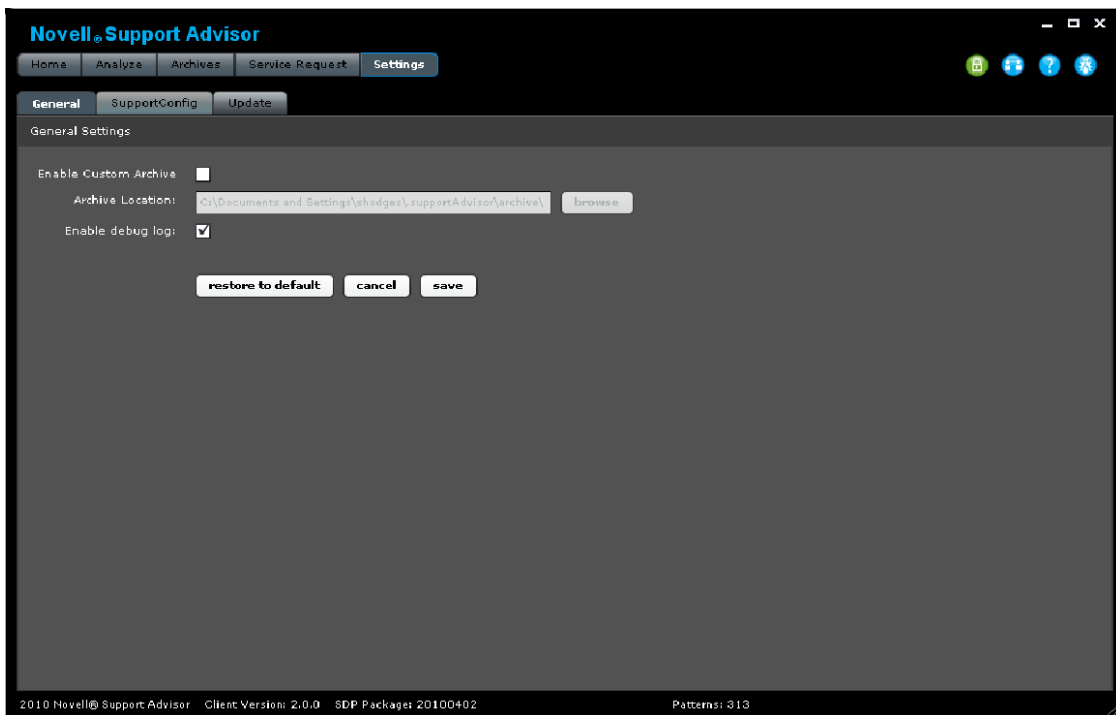 Novell® Support Advisor
Home Analyze Archives Service Request Settings
General SupportConfig Update
General Settings
Enable Custom Archive
Archive Location: C:\Documents and Settings\shodges\.supportAdvisor\archive\ browse
Enable debug log:
restore to default cancel save
2010 Novell® Support Advisor Client Version: 2.0.0 SDP Package: 20100402 Patterns: 313